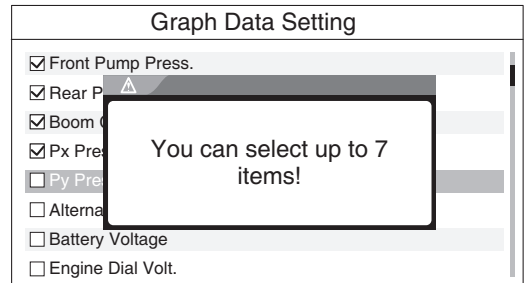 Graph Data Setting
Front Pump Press.
Rear P
Boom
Px Pre
Py Pre
Alterna
Battery Voltage
Engine Dial Volt.
You can select up to 7
items!